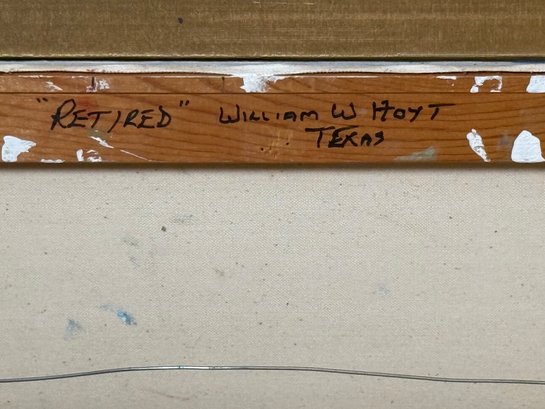 "RETIRED" WILLIAM W HOYT
TEXAS